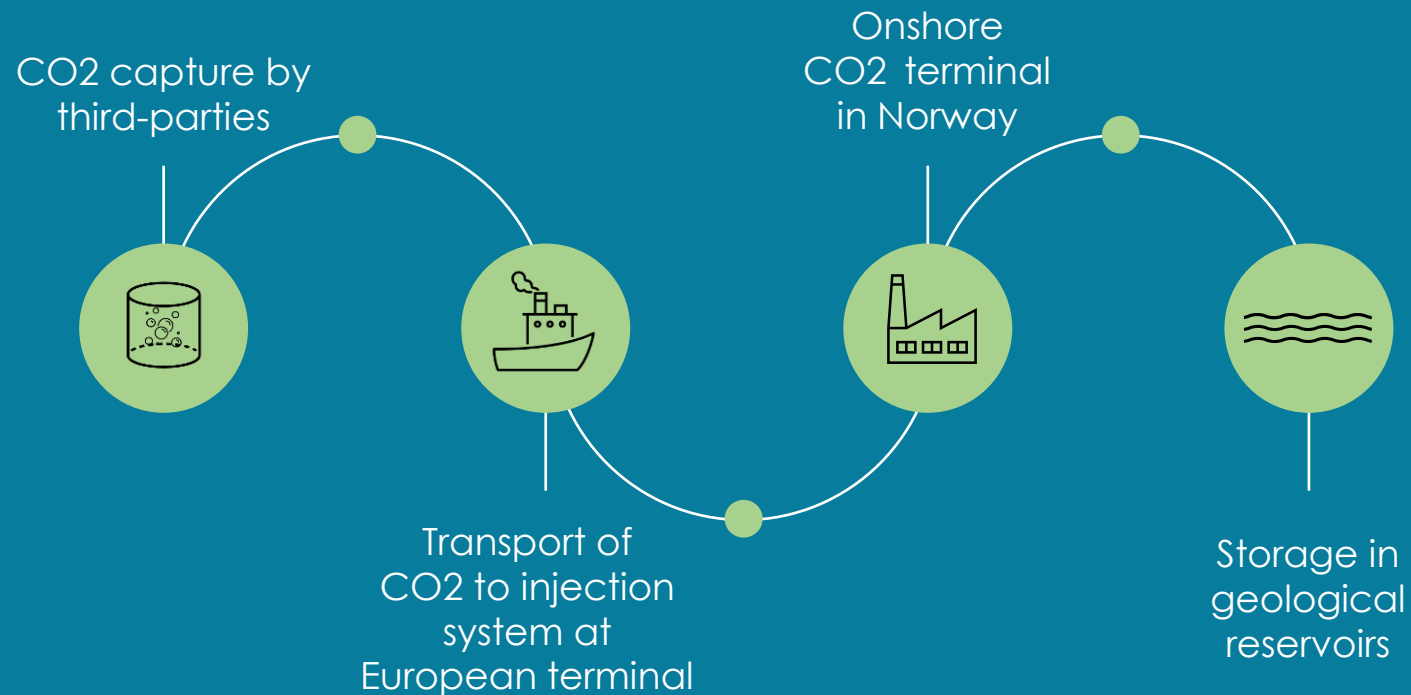 CO2 capture by
third-parties
Transport of
CO2 to injection
system at
European terminal
Onshore
CO2 terminal
in Norway
Storage in
geological
reservoirs